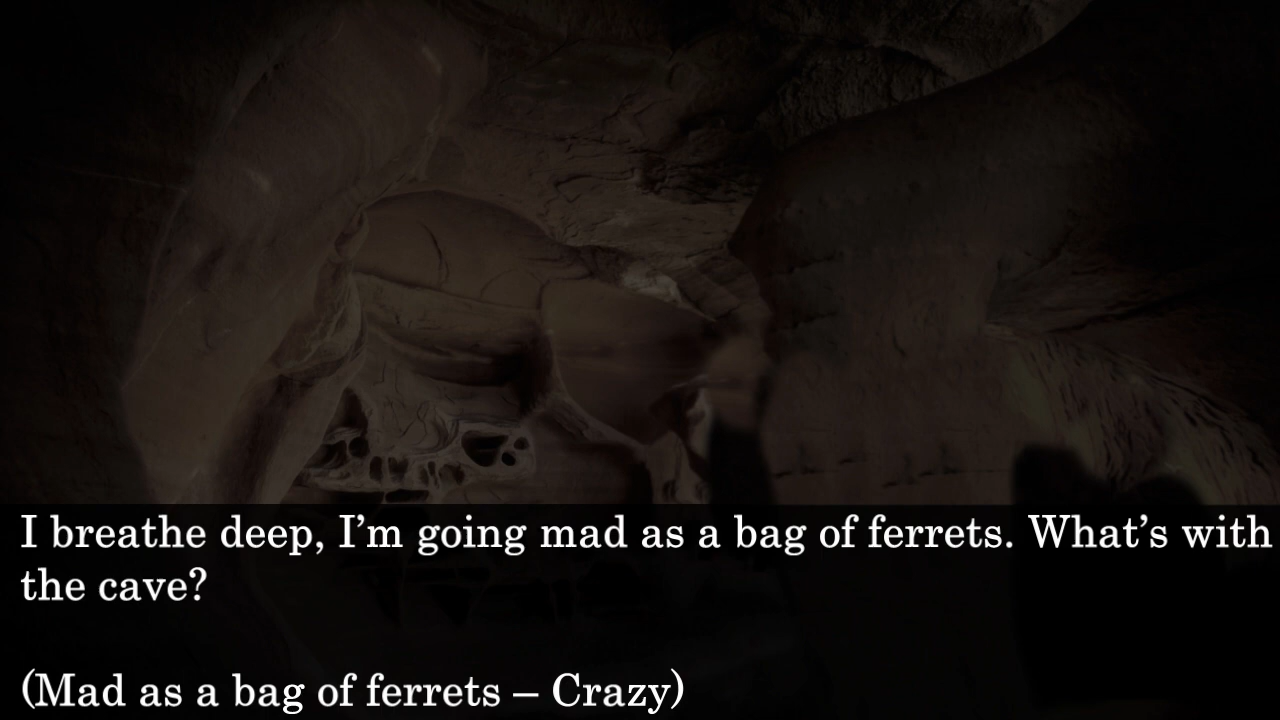 I breathe deep, I’m going mad as a bag of ferrets. What’s with
the cave?
(Mad as a bag of ferrets – Crazy)